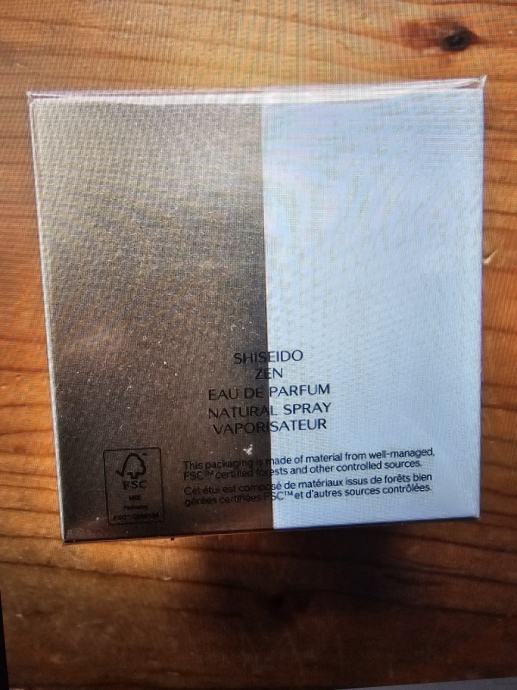 SHISEIDO
ZEN
EAU DE PARFUM
NATURAL SPRAY
VAPORISATEUR
This packaging is made of material from well-managed,
FSC™ certified forests and other controlled sources.
Cet étui est composé de matériaux issus de forêts bien
gérées certifiées FSC™ et d'autres sources contrôlées.
FSC
MIX